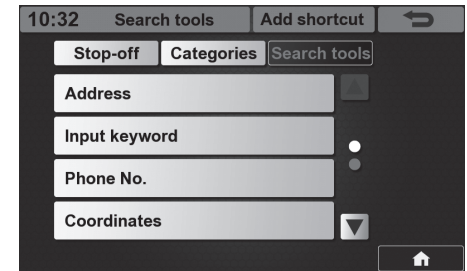 10:32 Search tools Add shortcut
Stop-off Categories Search tools
Address
Input keyword
Phone No.
Coordinates